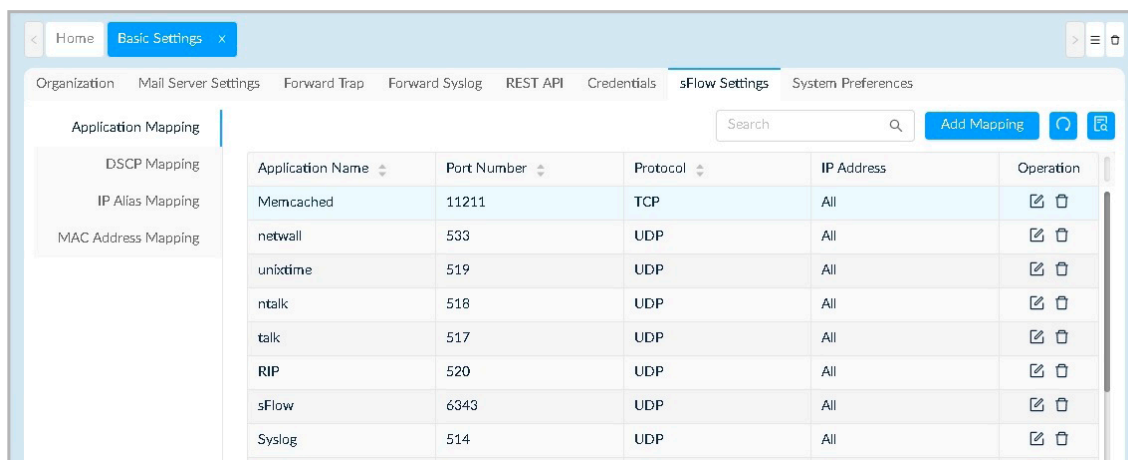 Home Basic Settings x
Organization Mail Server Settings Forward Trap Forward Syslog REST API Credentials sFlow Settings System Preferences
Application Mapping
DSCP Mapping
IP Alias Mapping
MAC Address Mapping
Search Add Mapping
Application Name Port Number Protocol IP Address Operation
Memcached 11211 TCP All
netwall 533 UDP All
unixtime 519 UDP All
ntalk 518 UDP All
talk 517 UDP All
RIP 520 UDP All
sFlow 6343 UDP All
Syslog 514 UDP All